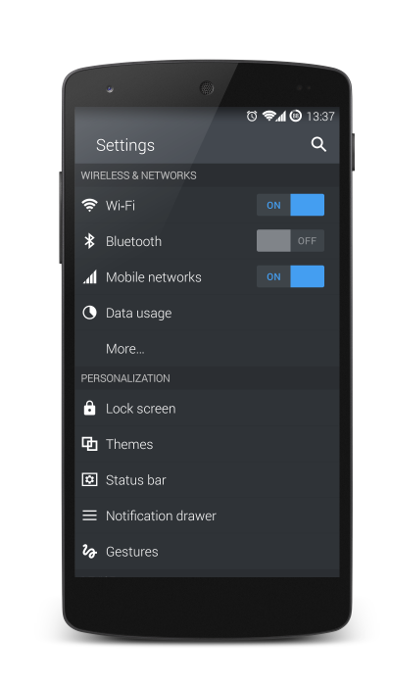 13:37
Settings
WIRELESS & NETWORKS
Wi-Fi ON
Bluetooth OFF
Mobile networks ON
Data usage
More...
PERSONALIZATION
Lock screen
Themes
Status bar
Notification drawer
Gestures